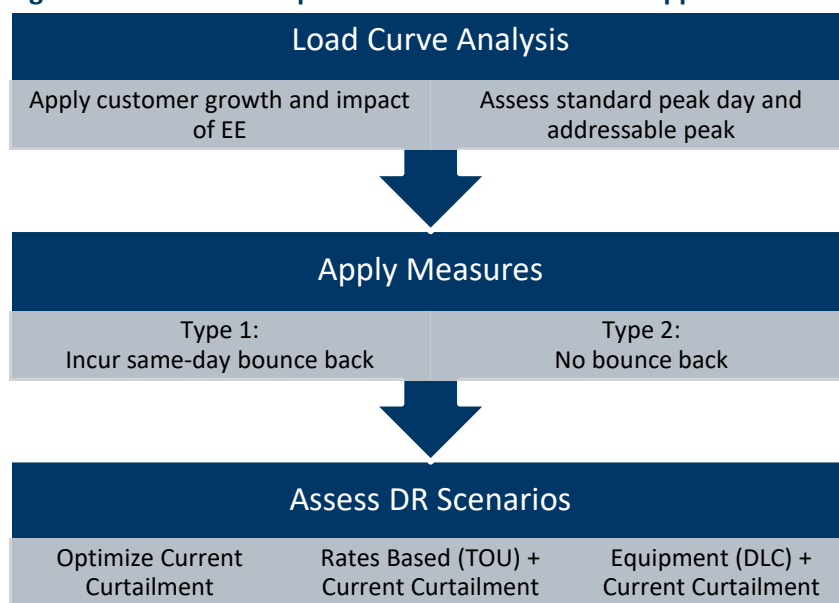 Load Curve Analysis
Apply customer growth and impact
of EE
Assess standard peak day and
addressable peak
Apply Measures
Type 1:
Incur same-day bounce back
Type 2:
No bounce back
Assess DR Scenarios
Optimize Current
Curtailment
Rates Based (TOU) +
Current Curtailment
Equipment (DLC) +
Current Curtailment